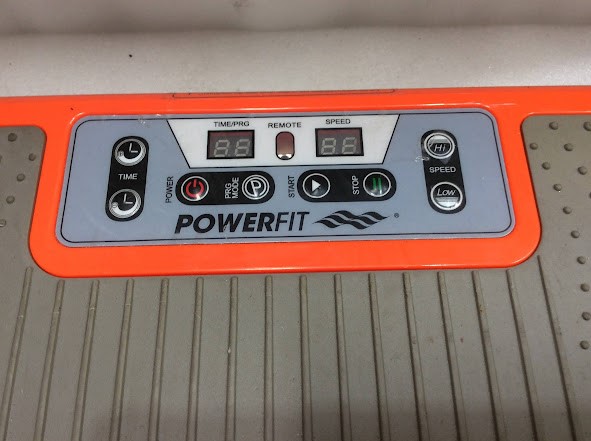 TIME/PRG
REMOTE
SPEED
TIME
POWER
PRG
MODE
P
START
STOP
Hi
SPEED
Low
POWERFIT ®